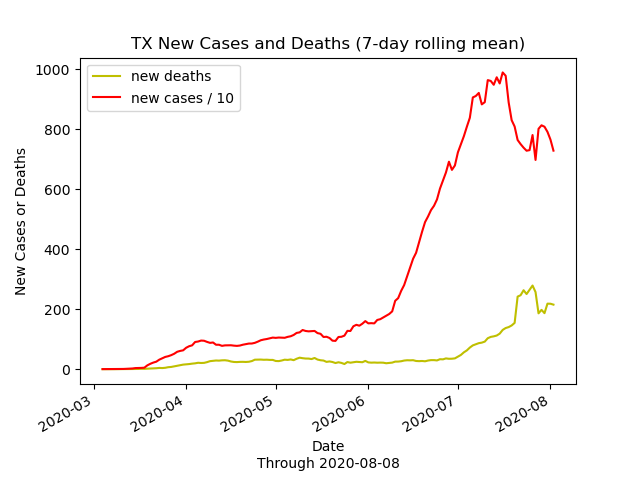 TX New Cases and Deaths (7-day rolling mean)
new deaths
new cases / 10
1000
800
600
400
200
0
New Cases or Deaths
2020-03
2020-04
2020-05
2020-06
2020-07
2020-08
Date
Through 2020-08-08